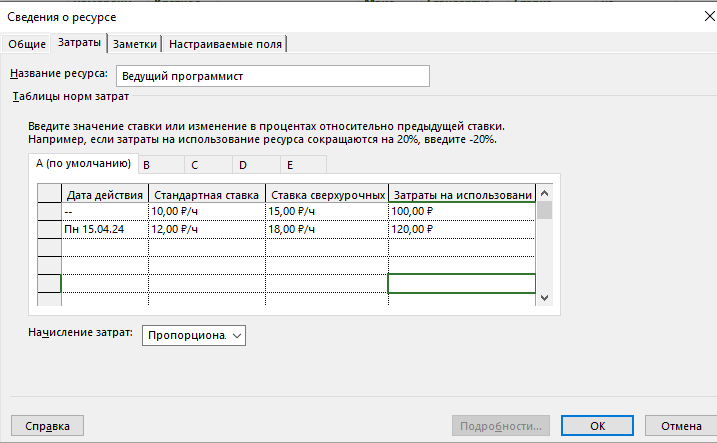 Сведения о ресурсе
Общие Затраты Заметки Настраиваемые поля
Название ресурса: Ведущий программист
Таблицы норм затрат
Введите значение ставки или изменение в процентах относительно предыдущей ставки.
Например, если затраты на использование ресурса сокращаются на 20%, введите -20%.
A (по умолчанию) B C D E
Дата действия Стандартная ставка Ставка сверхурочных Затраты на использовани
-- 10,00 ₽/ч 15,00 ₽/ч 100,00 ₽
Пн 15.04.24 12,00 ₽/ч 18,00 ₽/ч 120,00 ₽
Начисление затрат: Пропорциона.
Справка Подробности... ОК Отмена